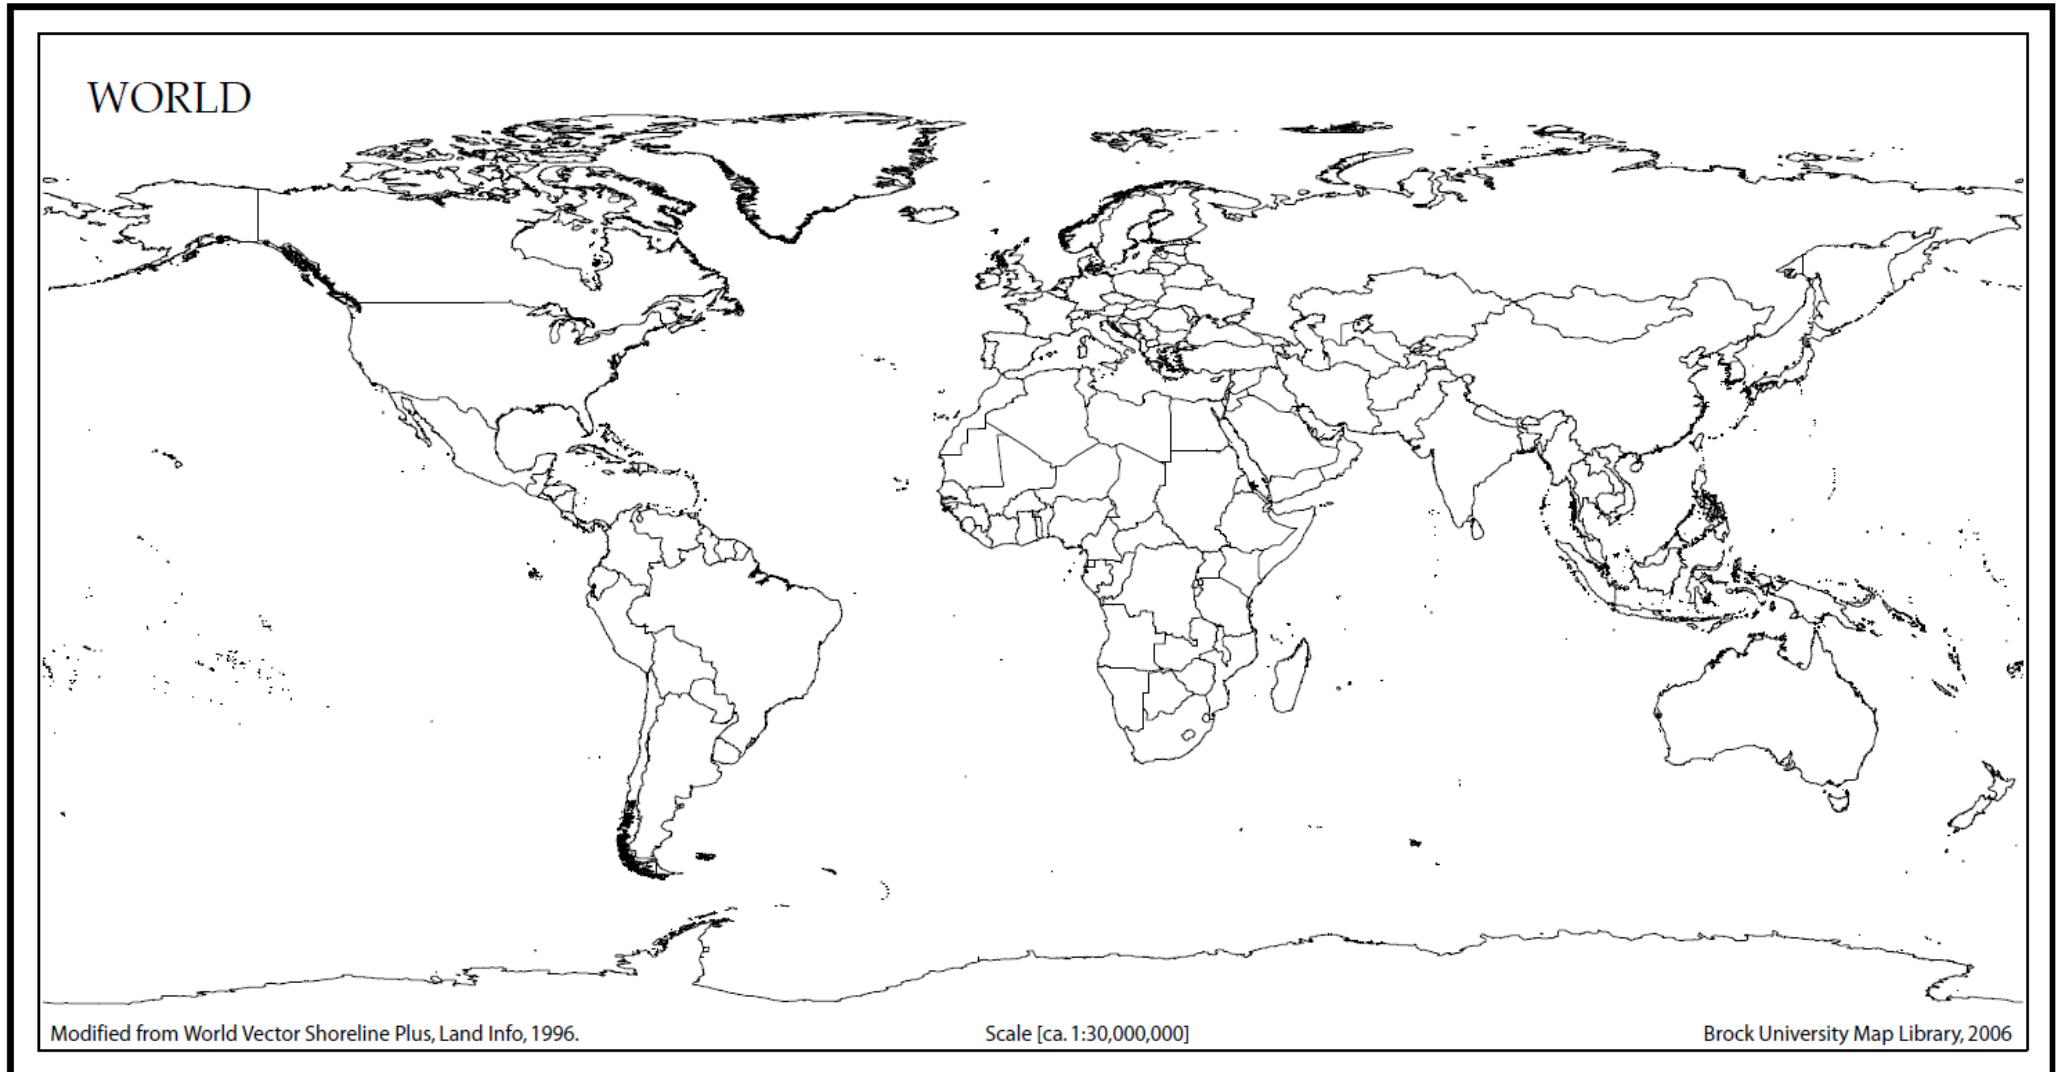 WORLD
Modified from World Vector Shoreline Plus, Land Info, 1996.
Scale [ca. 1:30,000,000]
Brock University Map Library, 2006